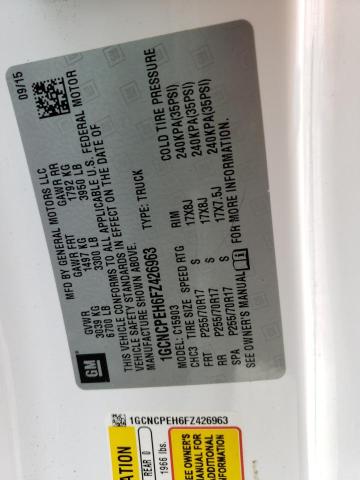 09/15
MFD BY GENERAL MOTORS LLC
GVWR GAWR FRT GAWR RR
3039 KG 1497 KG 1792 KG
6700 LB 3300 LB 3950 LB
THIS VEHICLE CONFORMS TO ALL APPLICABLE U.S. FEDERAL MOTOR
VEHICLE SAFETY STANDARDS IN EFFECT ON THE DATE OF
MANUFACTURE SHOWN ABOVE.
1GCNCPEH6FZ426963 TYPE: TRUCK
MODEL: C15903
CHC3 TIRE SIZE SPEED RTG RIM COLD TIRE PRESSURE
FRT P255/70R17 S 17X8J 240KPA(35PSI)
RR P255/70R17 S 17X8J 240KPA(35PSI)
SPA P255/70R17 S 17X7.5J 240KPA(35PSI)
SEE OWNER'S MANUAL FOR MORE INFORMATION.
GM
1GCNCPEH6FZ426963
REAR 0
1966 lbs.
SEE OWNER'S
MANUAL FOR
ADDITIONAL
INFORMATION